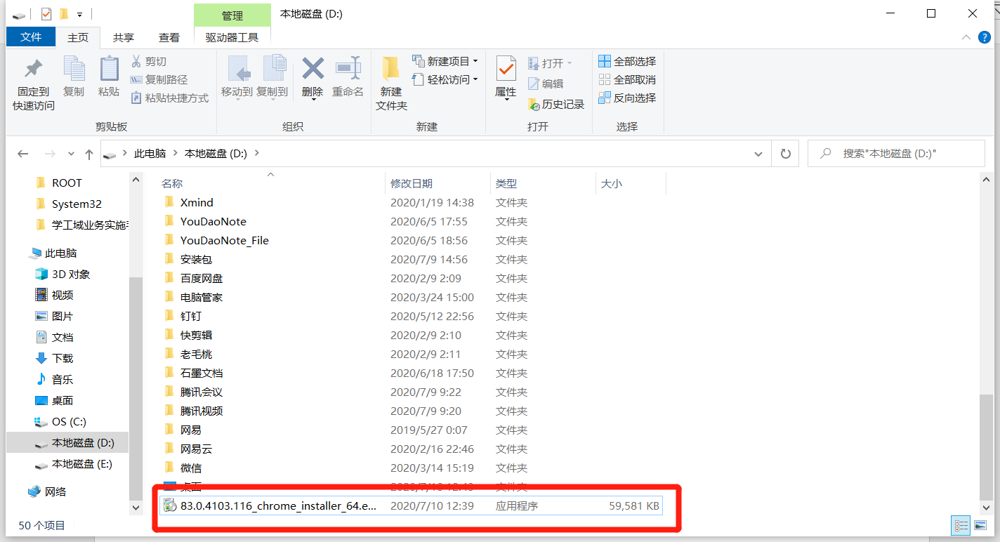 管理
本地磁盘 (D:)
文件
主页
共享
查看
驱动器工具
固定到
快速访问
复制
粘贴
剪切
复制路径
粘贴快捷方式
剪贴板
移动到
复制到
删除
重命名
组织
新建
文件夹
新建项目
轻松访问
新建
属性
打开
编辑
历史记录
打开
全部选择
全部取消
反向选择
选择
此电脑
本地磁盘 (D:)
搜索"本地磁盘 (D:)"
ROOT
System32
学工域业务实施
此电脑
3D 对象
视频
图片
文档
下载
音乐
桌面
OS (C:)
本地磁盘 (D:)
本地磁盘 (E:)
网络
名称 修改日期 类型 大小
Xmind 2020/1/19 14:38 文件夹
YouDaoNote 2020/6/5 17:55 文件夹
YouDaoNote_File 2020/6/5 18:56 文件夹
安装包 2020/7/9 14:56 文件夹
百度网盘 2020/2/9 2:09 文件夹
电脑管家 2020/3/24 15:00 文件夹
钉钉 2020/5/12 22:56 文件夹
快剪辑 2020/2/9 2:10 文件夹
老毛桃 2020/2/9 2:11 文件夹
石墨文档 2020/6/18 17:50 文件夹
腾讯会议 2020/7/9 9:22 文件夹
腾讯视频 2020/7/9 9:20 文件夹
网易 2019/5/27 0:07 文件夹
网易云 2020/2/16 22:46 文件夹
微信 2020/3/14 15:19 文件夹
桌面 文件夹
83.0.4103.116_chrome_installer_64.e... 2020/7/10 12:39 应用程序 59,581 KB
50 个项目